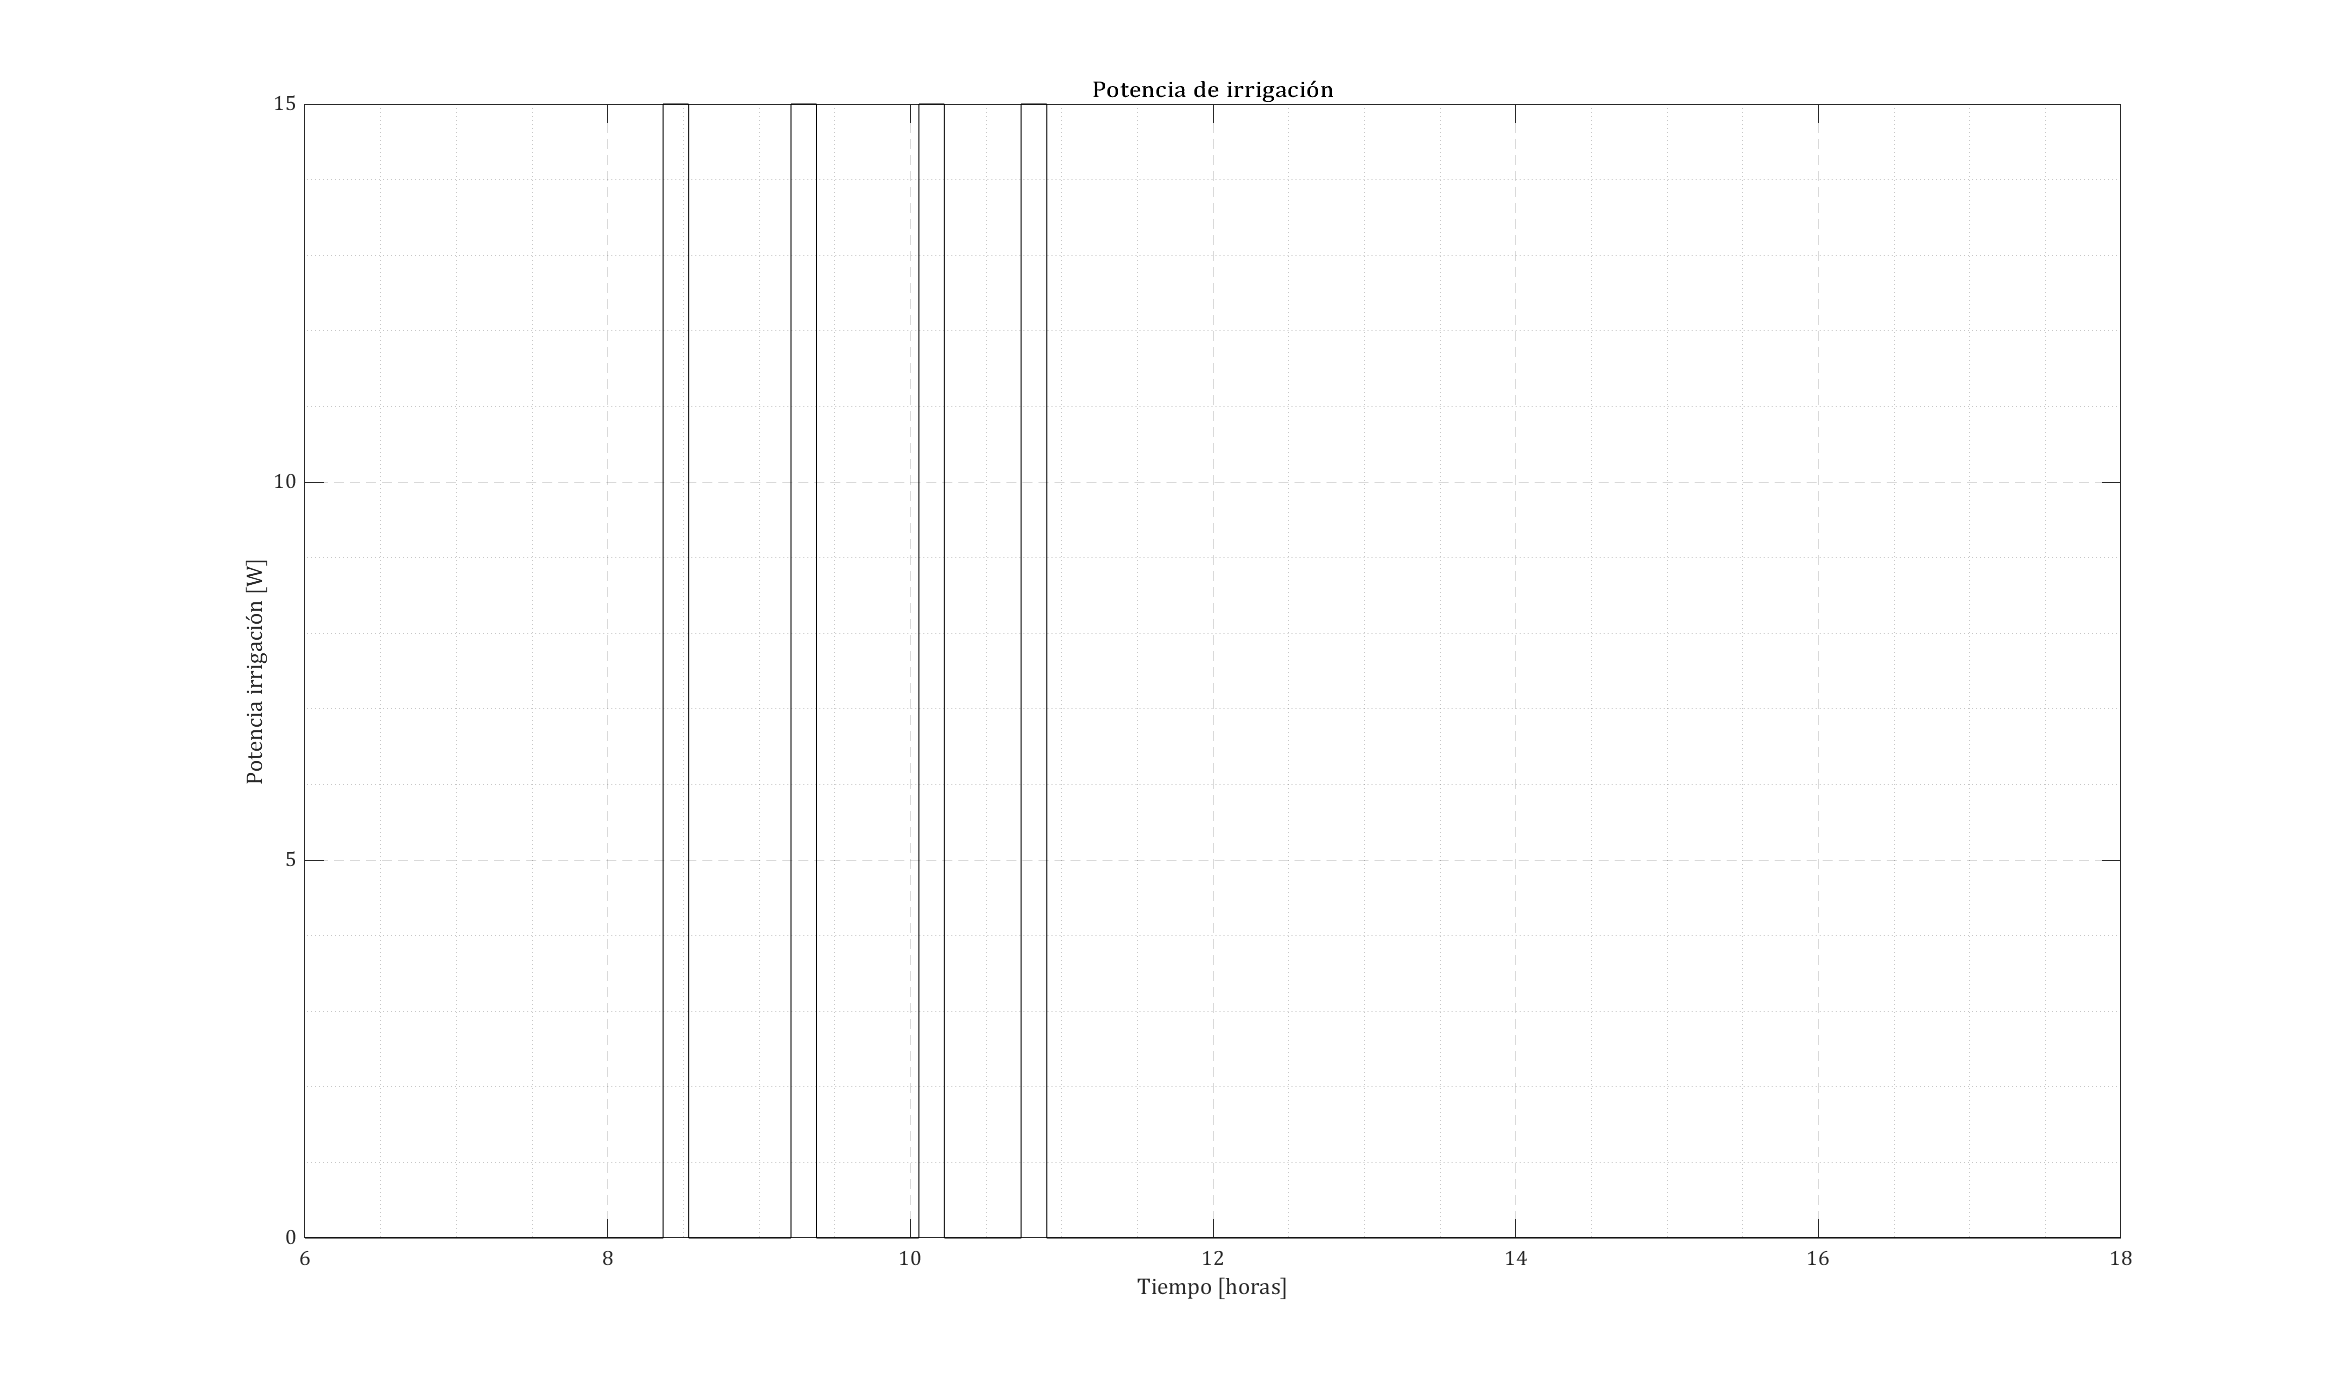 Potencia de irrigación
15
10
5
0
Potencia irrigación [W]
6 8 10 12 14 16 18
Tiempo [horas]